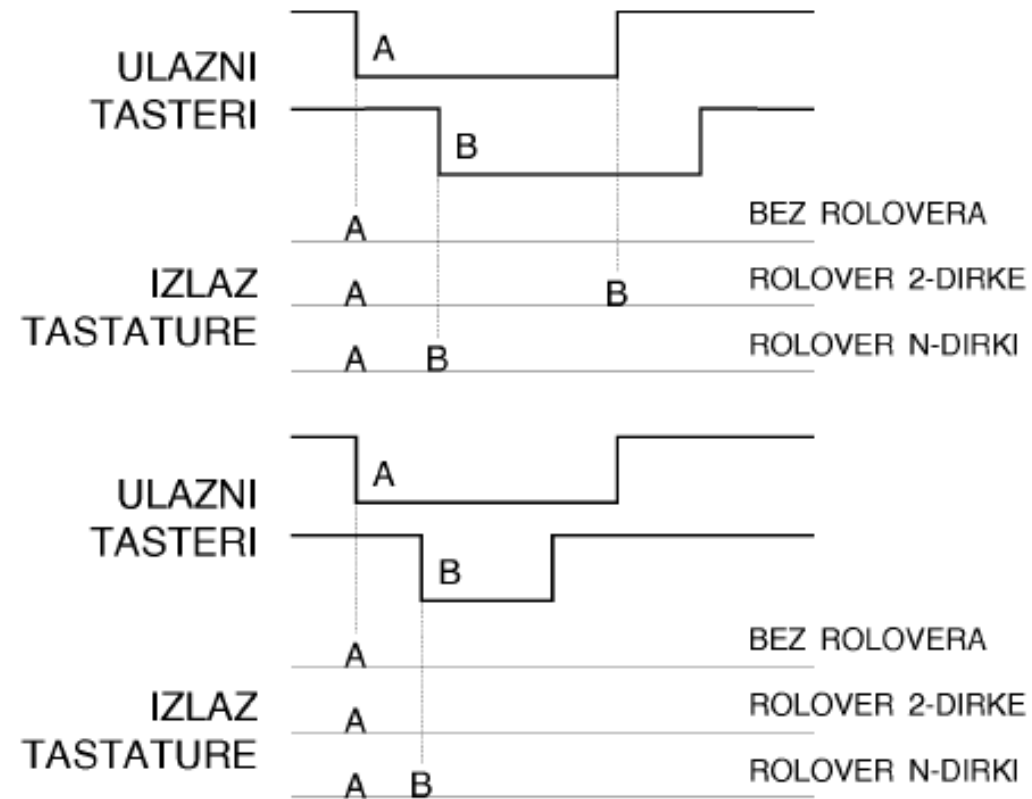 A
ULAZNI
TASTERI
B
A
BEZ ROLOVERA
IZLAZ
TASTATURE
A B
ROLOVER 2-DIRKE
A B
ROLOVER N-DIRKI
A
ULAZNI
TASTERI
B
A
BEZ ROLOVERA
IZLAZ
TASTATURE
A
ROLOVER 2-DIRKE
A B
ROLOVER N-DIRKI